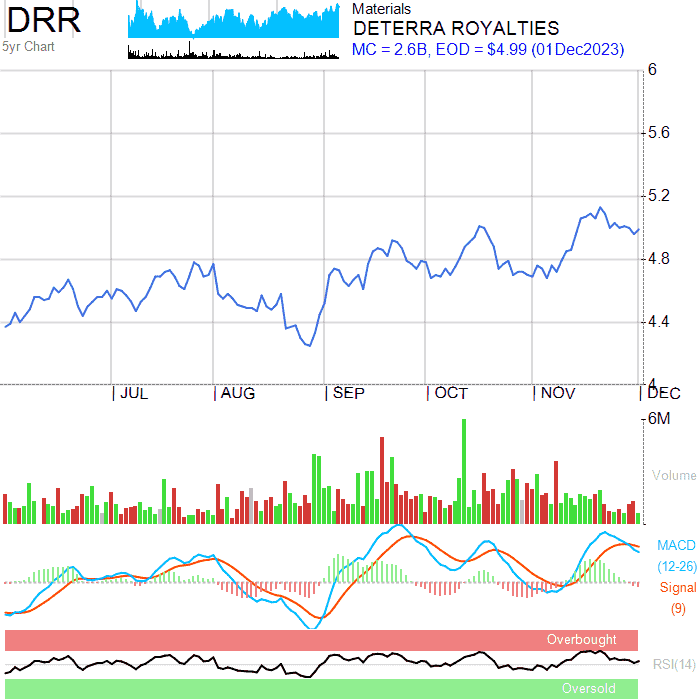 DRR
5yr Chart
Materials
DETERRA ROYALTIES
MC = 2.6B, EOD = $4.99 (01Dec2023)
6
5.6
5.2
4.8
4.4
4
JUL AUG SEP OCT NOV DEC
6M
Volume
MACD
(12-26)
Signal
(9)
Overbought
RSI(14)
Oversold